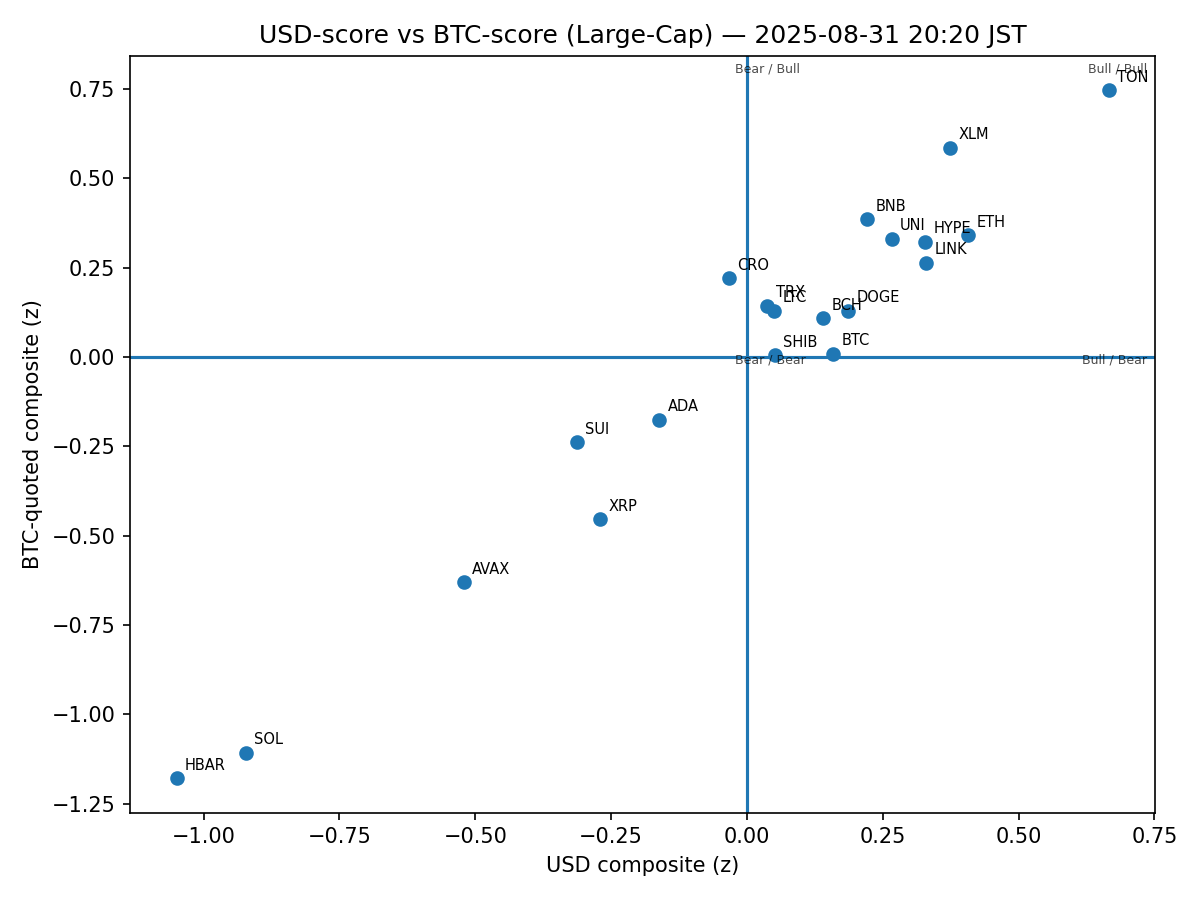 USD-score vs BTC-score (Large-Cap) — 2025-08-31 20:20 JST
Bear / Bull
Bull / Bull
TON
XLM
BNB
UNI
HYPE
ETH
LINK
CRO
TRX
LTC
BCH
DOGE
SHIB
BTC
Bear / Bear
Bull / Bear
ADA
SUI
XRP
AVAX
SOL
HBAR
0.75
0.50
0.25
0.00
−0.25
−0.50
−0.75
−1.00
−1.25
BTC-quoted composite (z)
−1.00
−0.75
−0.50
−0.25
0.00
0.25
0.50
0.75
USD composite (z)